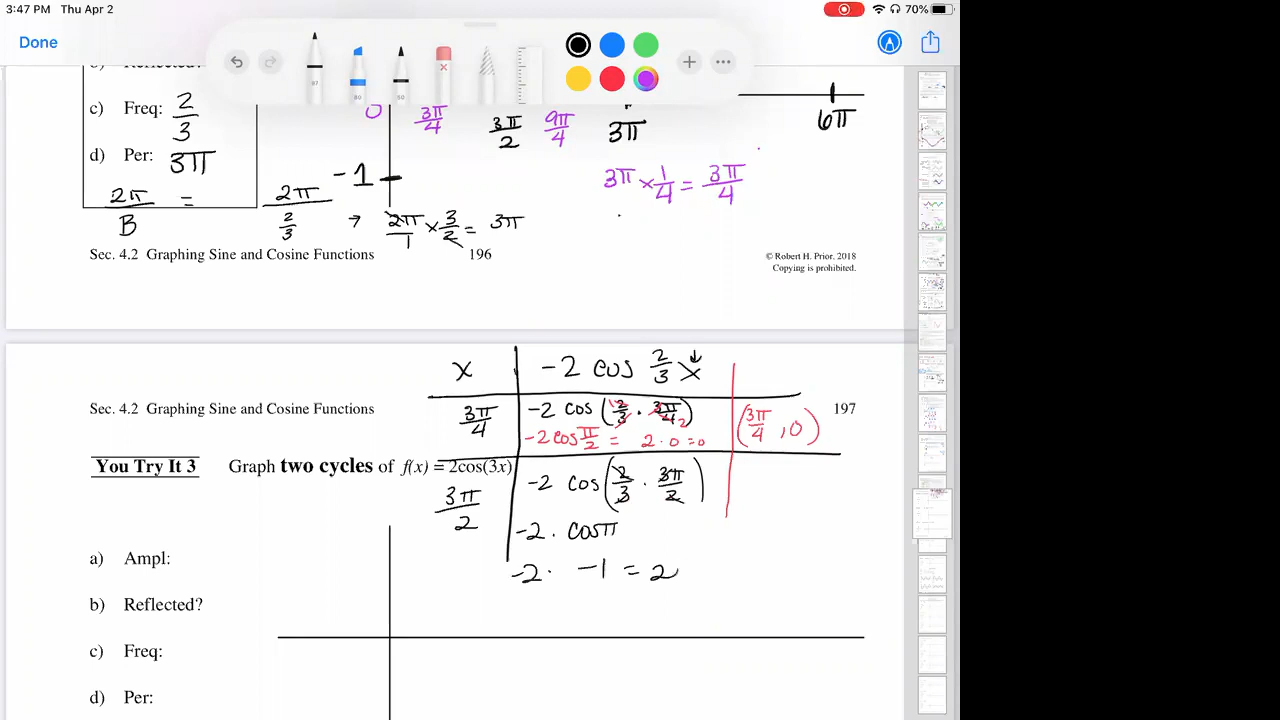 3:47 PM Thu Apr 2
70%
Done
97
80
50
c) Freq: 2/3
0 3π/4 3π/2 9π/4 3π 6π
d) Per: 3π
-1
3π × 1/4 = 3π/4
2π/B = 2π/(2/3) → 2π/1 × 3/2 = 3π
Sec. 4.2 Graphing Sine and Cosine Functions 196 © Robert H. Prior, 2018
Copying is prohibited.
x -2 cos 2/3 x
Sec. 4.2 Graphing Sine and Cosine Functions 197
3π/4 -2 cos(2/3 · 3π/4) (3π/4, 0)
-2cos π/2 = 2·0=0
You Try It 3 Graph two cycles of f(x) = 2cos(3x)
3π/2 -2 cos(2/3 · 3π/2)
-2 · cosπ
-2 · -1 = 2
a) Ampl:
b) Reflected?
c) Freq:
d) Per: